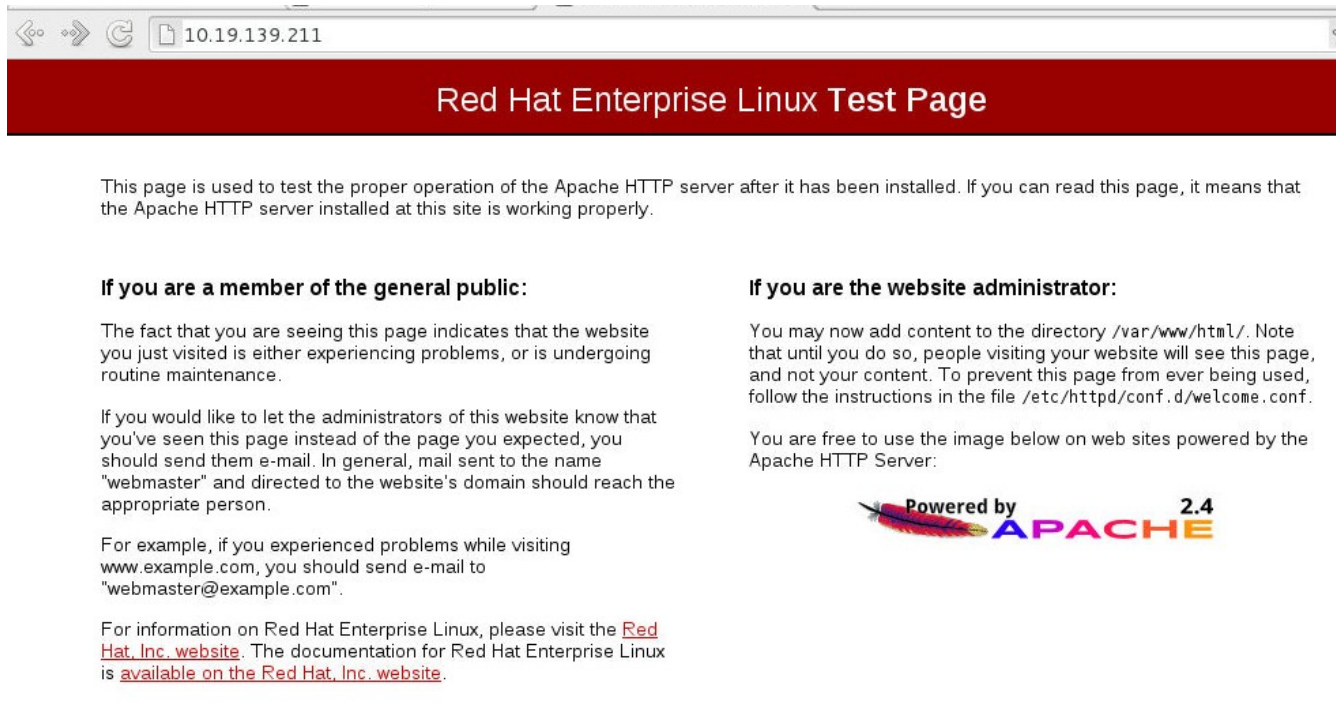 10.19.139.211
Red Hat Enterprise Linux Test Page
This page is used to test the proper operation of the Apache HTTP server after it has been installed. If you can read this page, it means that
the Apache HTTP server installed at this site is working properly.
If you are a member of the general public:
The fact that you are seeing this page indicates that the website
you just visited is either experiencing problems, or is undergoing
routine maintenance.
If you would like to let the administrators of this website know that
you've seen this page instead of the page you expected, you
should send them e-mail. In general, mail sent to the name
"webmaster" and directed to the website's domain should reach the
appropriate person.
For example, if you experienced problems while visiting
www.example.com, you should send e-mail to
"webmaster@example.com".
For information on Red Hat Enterprise Linux, please visit the Red
Hat, Inc. website. The documentation for Red Hat Enterprise Linux
is available on the Red Hat, Inc. website.
If you are the website administrator:
You may now add content to the directory /var/www/html/. Note
that until you do so, people visiting your website will see this page,
and not your content. To prevent this page from ever being used,
follow the instructions in the file /etc/httpd/conf.d/welcome.conf.
You are free to use the image below on web sites powered by the
Apache HTTP Server:
Powered by 2.4
APACHE